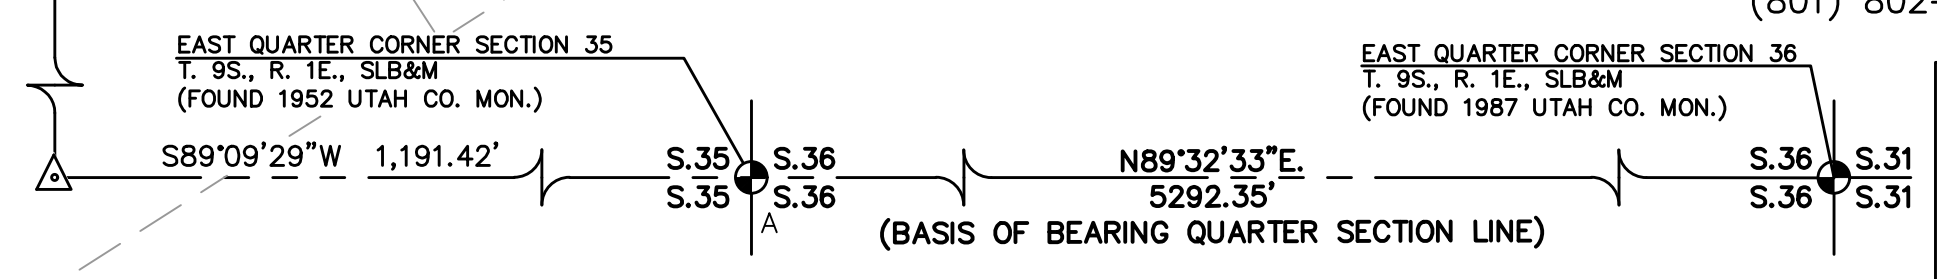 (801) 802-
EAST QUARTER CORNER SECTION 35
T. 9S., R. 1E., SLB&M
(FOUND 1952 UTAH CO. MON.)
EAST QUARTER CORNER SECTION 36
T. 9S., R. 1E., SLB&M
(FOUND 1987 UTAH CO. MON.)
S89°09'29"W 1,191.42'
S.35 S.36
S.35 S.36
A
N89°32'33"E.
5292.35'
(BASIS OF BEARING QUARTER SECTION LINE)
S.36 S.31
S.36 S.31